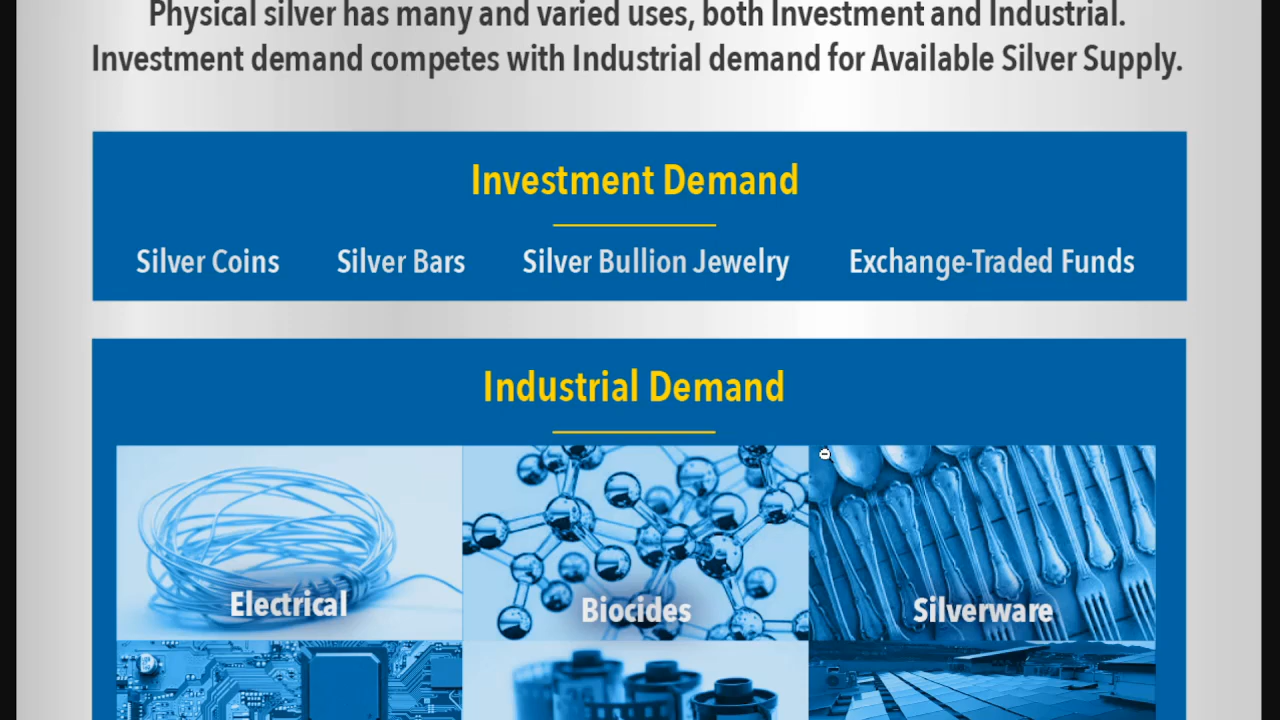 Physical silver has many and varied uses, both Investment and Industrial.
Investment demand competes with Industrial demand for Available Silver Supply.
Investment Demand
Silver Coins Silver Bars Silver Bullion Jewelry Exchange-Traded Funds
Industrial Demand
Electrical Biocides Silverware